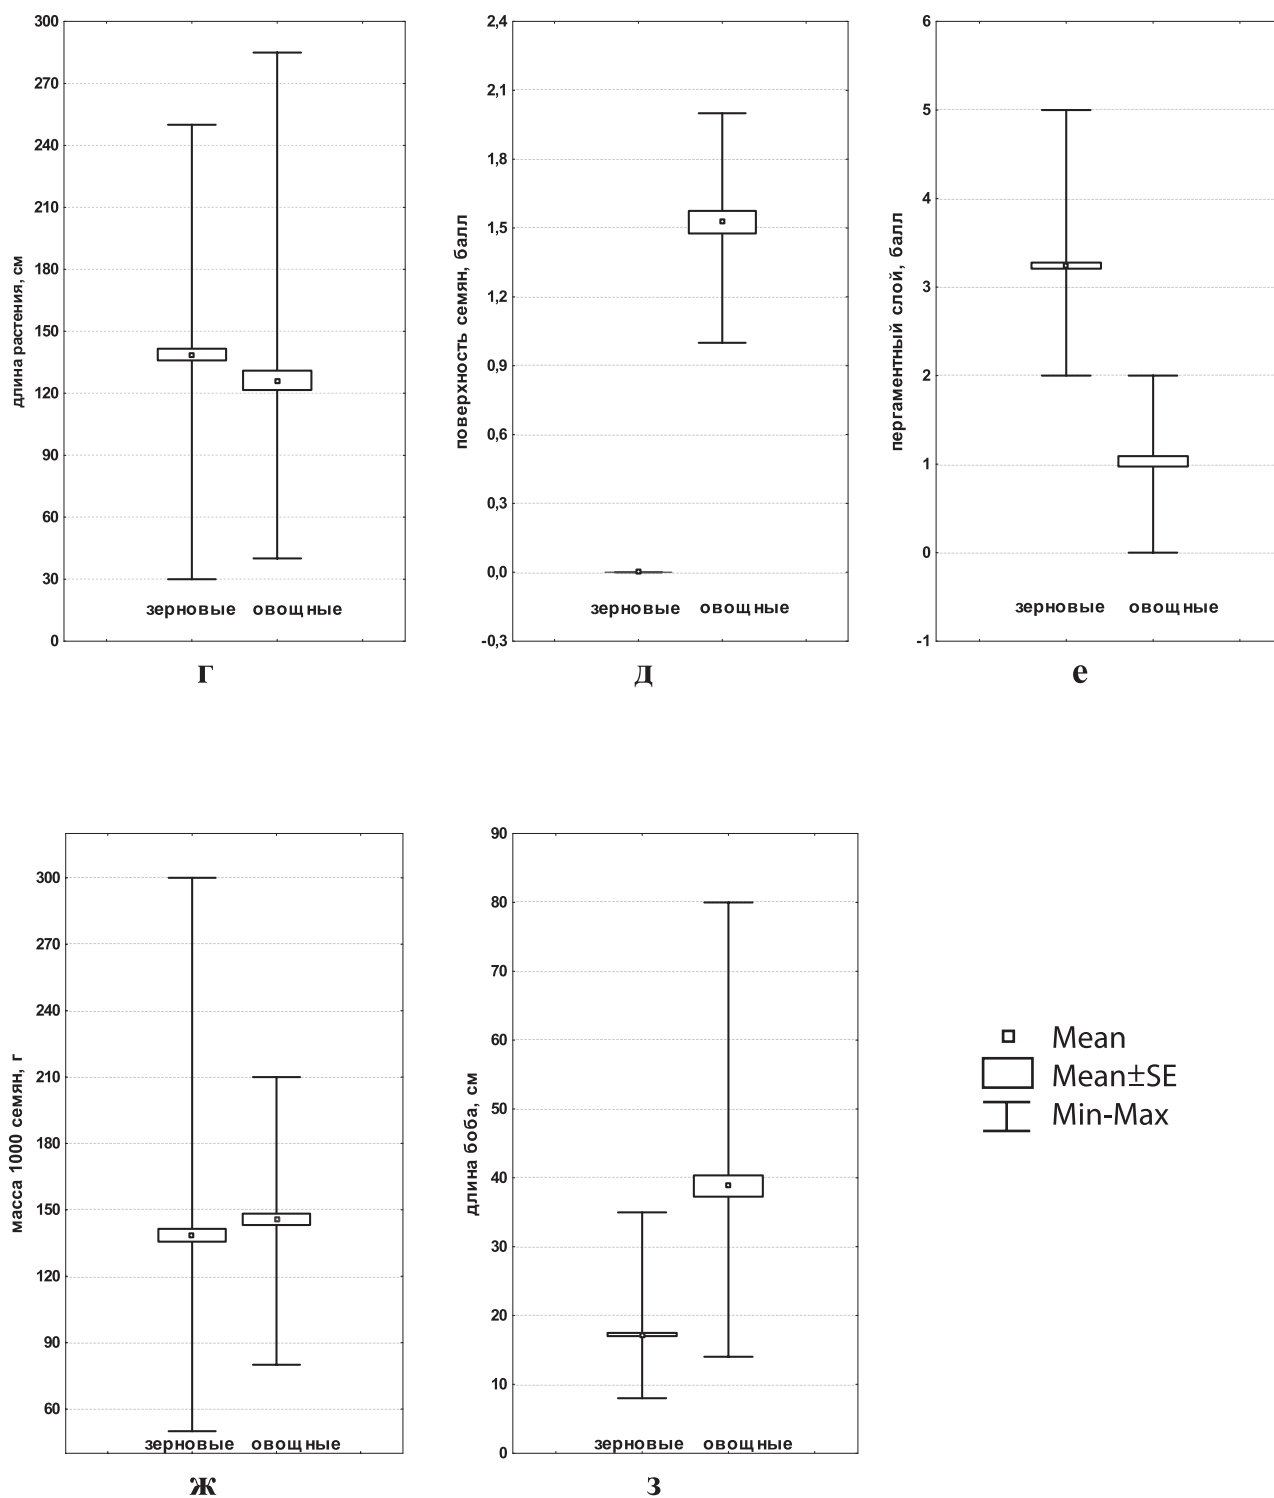 длина растения, см
300
270
240
210
180
150
120
90
60
30
0
зерновые овощные
г
поверхность семян, балл
2,4
2,1
1,8
1,5
1,2
0,9
0,6
0,3
0,0
-0,3
зерновые овощные
д
пергаментный слой, балл
6
5
4
3
2
1
0
-1
зерновые овощные
е
масса 1000 семян, г
300
270
240
210
180
150
120
90
60
зерновые овощные
ж
длина боба, см
90
80
70
60
50
40
30
20
10
0
зерновые овощные
з
Mean
Mean±SE
Min-Max